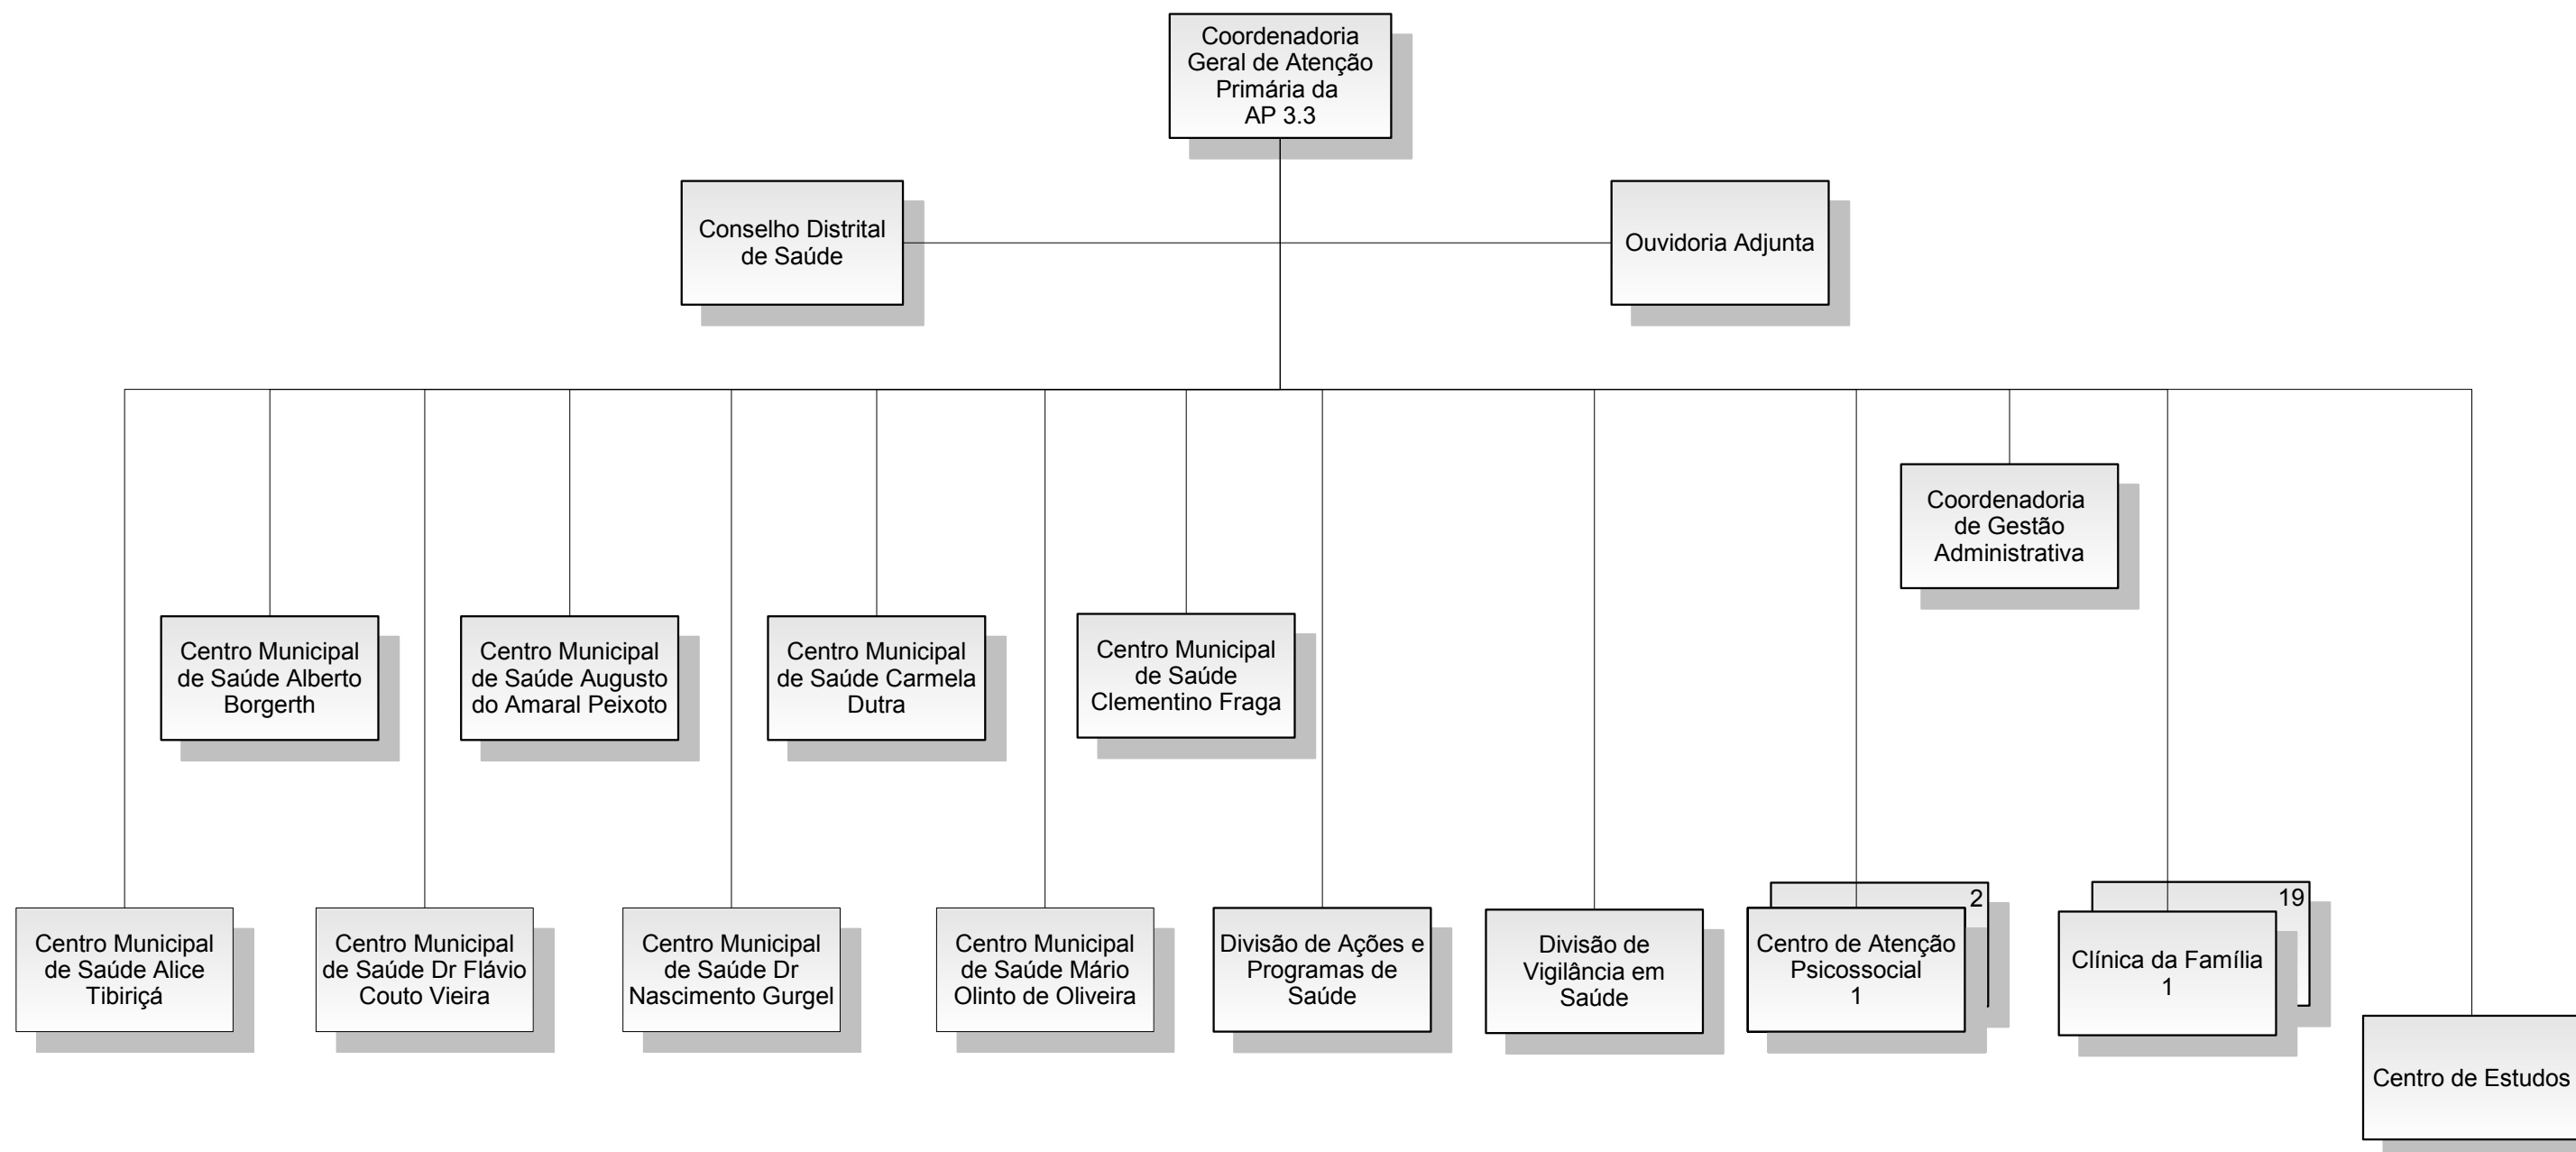 Coordenadoria
Geral de Atenção
Primária da
AP 3.3
Conselho Distrital
de Saúde
Ouvidoria Adjunta
Coordenadoria
de Gestão
Administrativa
Centro Municipal
de Saúde Alberto
Borgerth
Centro Municipal
de Saúde Augusto
do Amaral Peixoto
Centro Municipal
de Saúde Carmela
Dutra
Centro Municipal
de Saúde
Clementino Fraga
Centro Municipal
de Saúde Alice
Tibiriçá
Centro Municipal
de Saúde Dr Flávio
Couto Vieira
Centro Municipal
de Saúde Dr
Nascimento Gurgel
Centro Municipal
de Saúde Mário
Olinto de Oliveira
Divisão de Ações e
Programas de
Saúde
Divisão de
Vigilância em
Saúde
2
Centro de Atenção
Psicossocial
1
19
Clínica da Família
1
Centro de Estudos